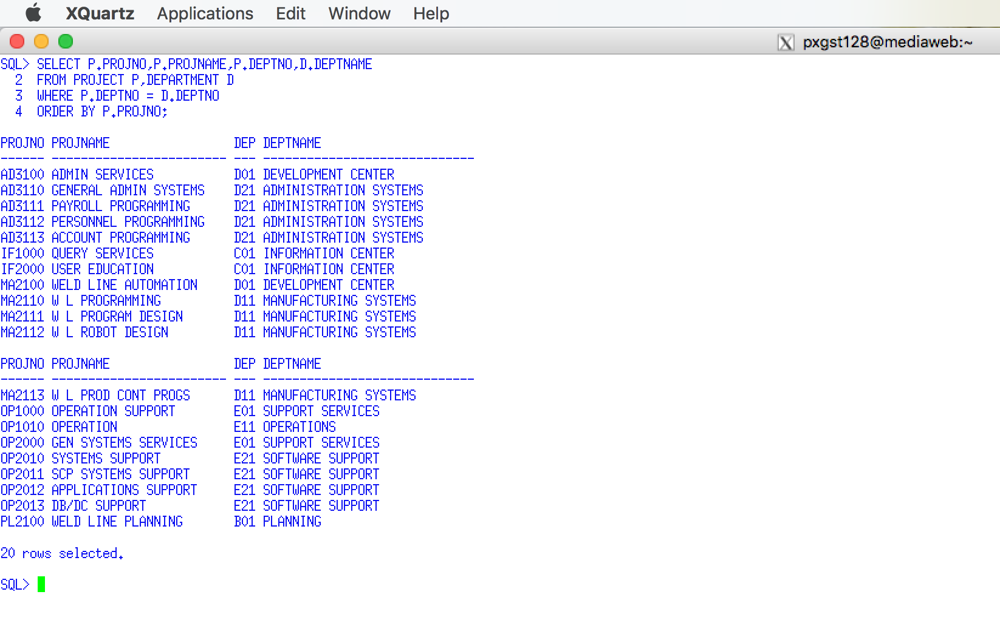 XQuartz Applications Edit Window Help
X pxgst128@mediaweb:~
SQL> SELECT P.PROJNO,P.PROJNAME,P.DEPTNO,D.DEPTNAME
  2  FROM PROJECT P,DEPARTMENT D
  3  WHERE P.DEPTNO = D.DEPTNO
  4  ORDER BY P.PROJNO;
PROJNO PROJNAME                 DEP DEPTNAME
------ ------------------------ --- -----------------------------
AD3100 ADMIN SERVICES           D01 DEVELOPMENT CENTER
AD3110 GENERAL ADMIN SYSTEMS    D21 ADMINISTRATION SYSTEMS
AD3111 PAYROLL PROGRAMMING      D21 ADMINISTRATION SYSTEMS
AD3112 PERSONNEL PROGRAMMING    D21 ADMINISTRATION SYSTEMS
AD3113 ACCOUNT PROGRAMMING      D21 ADMINISTRATION SYSTEMS
IF1000 QUERY SERVICES           C01 INFORMATION CENTER
IF2000 USER EDUCATION           C01 INFORMATION CENTER
MA2100 WELD LINE AUTOMATION     D01 DEVELOPMENT CENTER
MA2110 W L PROGRAMMING          D11 MANUFACTURING SYSTEMS
MA2111 W L PROGRAM DESIGN       D11 MANUFACTURING SYSTEMS
MA2112 W L ROBOT DESIGN         D11 MANUFACTURING SYSTEMS
PROJNO PROJNAME                 DEP DEPTNAME
------ ------------------------ --- -----------------------------
MA2113 W L PROD CONT PROGS      D11 MANUFACTURING SYSTEMS
OP1000 OPERATION SUPPORT        E01 SUPPORT SERVICES
OP1010 OPERATION                E11 OPERATIONS
OP2000 GEN SYSTEMS SERVICES     E01 SUPPORT SERVICES
OP2010 SYSTEMS SUPPORT          E21 SOFTWARE SUPPORT
OP2011 SCP SYSTEMS SUPPORT      E21 SOFTWARE SUPPORT
OP2012 APPLICATIONS SUPPORT     E21 SOFTWARE SUPPORT
OP2013 DB/DC SUPPORT            E21 SOFTWARE SUPPORT
PL2100 WELD LINE PLANNING       B01 PLANNING
20 rows selected.
SQL>